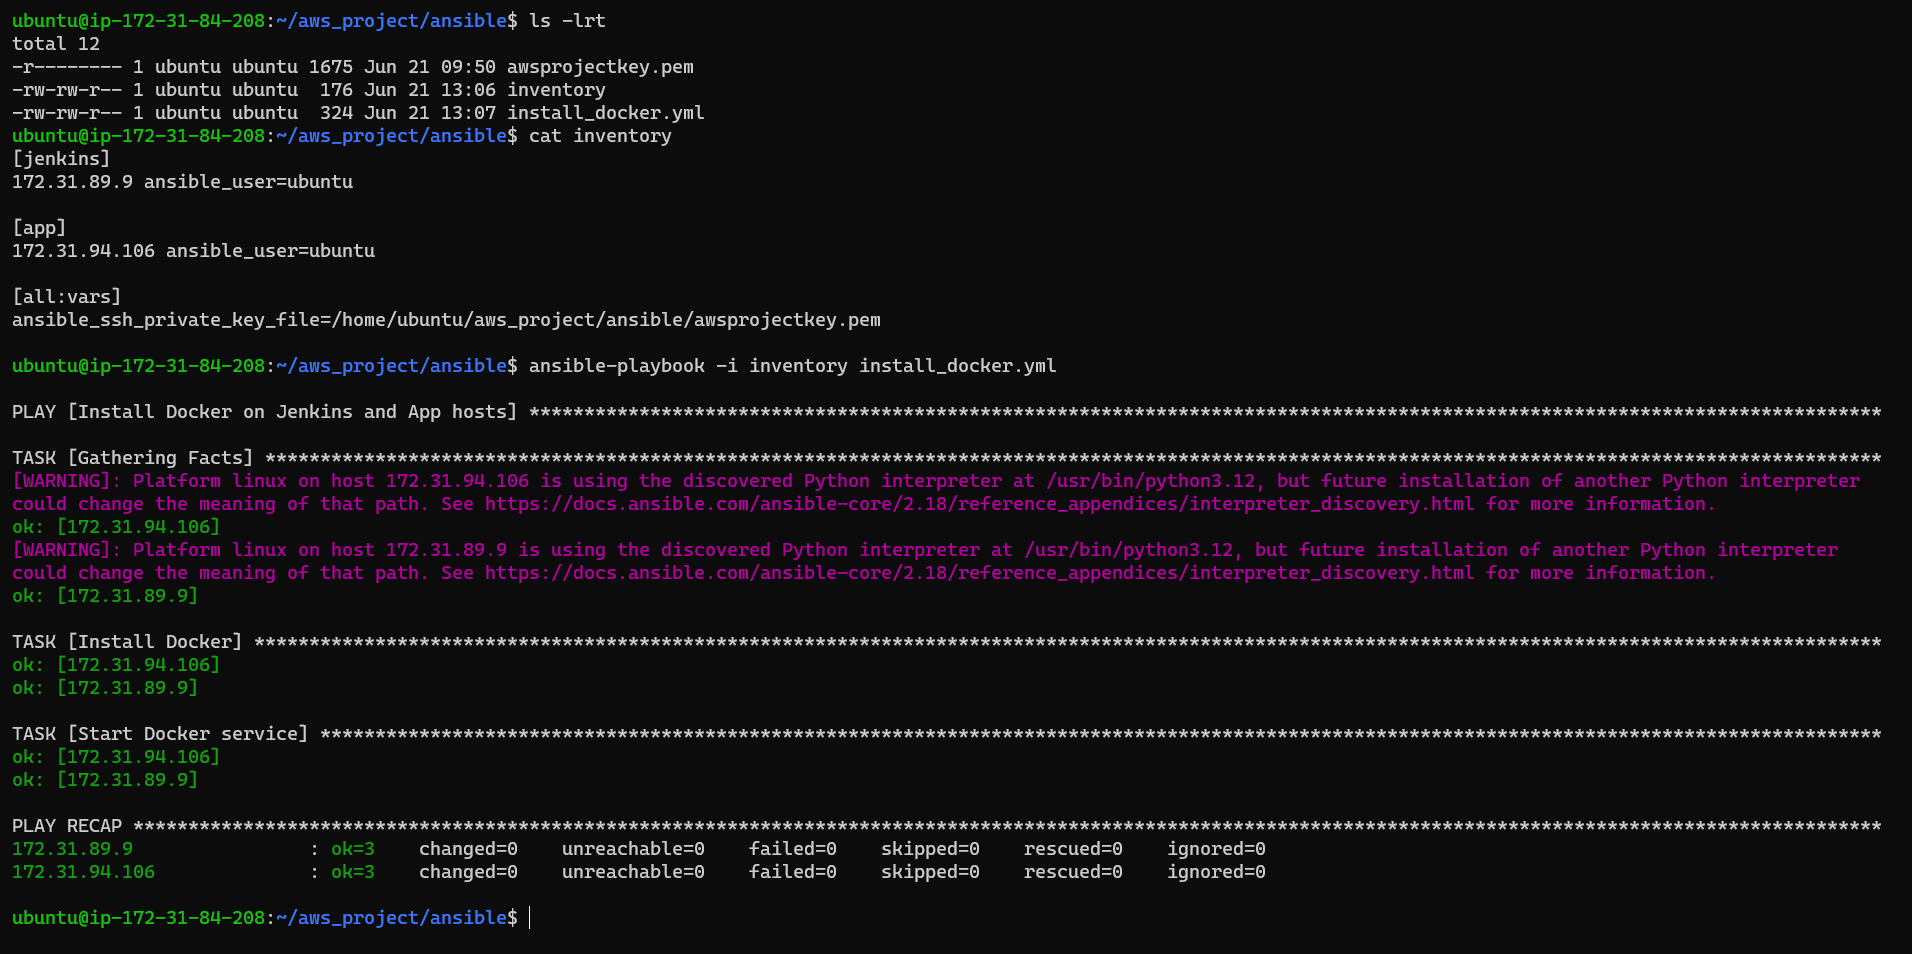 ubuntu@ip-172-31-84-208:~/aws_project/ansible$ ls -lrt
total 12
-r-------- 1 ubuntu ubuntu 1675 Jun 21 09:50 awsprojectkey.pem
-rw-rw-r-- 1 ubuntu ubuntu  176 Jun 21 13:06 inventory
-rw-rw-r-- 1 ubuntu ubuntu  324 Jun 21 13:07 install_docker.yml
ubuntu@ip-172-31-84-208:~/aws_project/ansible$ cat inventory
[jenkins]
172.31.89.9 ansible_user=ubuntu

[app]
172.31.94.106 ansible_user=ubuntu

[all:vars]
ansible_ssh_private_key_file=/home/ubuntu/aws_project/ansible/awsprojectkey.pem

ubuntu@ip-172-31-84-208:~/aws_project/ansible$ ansible-playbook -i inventory install_docker.yml

PLAY [Install Docker on Jenkins and App hosts] ***************************************************************************************************************************

TASK [Gathering Facts] ***************************************************************************************************************************************************
[WARNING]: Platform linux on host 172.31.94.106 is using the discovered Python interpreter at /usr/bin/python3.12, but future installation of another Python interpreter
could change the meaning of that path. See https://docs.ansible.com/ansible-core/2.18/reference_appendices/interpreter_discovery.html for more information.
ok: [172.31.94.106]
[WARNING]: Platform linux on host 172.31.89.9 is using the discovered Python interpreter at /usr/bin/python3.12, but future installation of another Python interpreter
could change the meaning of that path. See https://docs.ansible.com/ansible-core/2.18/reference_appendices/interpreter_discovery.html for more information.
ok: [172.31.89.9]

TASK [Install Docker] ****************************************************************************************************************************************************
ok: [172.31.94.106]
ok: [172.31.89.9]

TASK [Start Docker service] **********************************************************************************************************************************************
ok: [172.31.94.106]
ok: [172.31.89.9]

PLAY RECAP ***************************************************************************************************************************************************************
172.31.89.9                : ok=3    changed=0    unreachable=0    failed=0    skipped=0    rescued=0    ignored=0
172.31.94.106              : ok=3    changed=0    unreachable=0    failed=0    skipped=0    rescued=0    ignored=0

ubuntu@ip-172-31-84-208:~/aws_project/ansible$